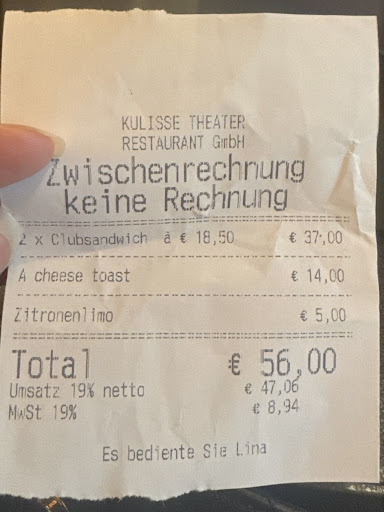 KULISSE THEATER
RESTAURANT GmbH
Zwischenrechnung
keine Rechnung
2 x Clubsandwich à € 18,50 € 37,00
A cheese toast € 14,00
Zitronenlimo € 5,00
Total € 56,00
Umsatz 19% netto € 47,06
MwSt 19% € 8,94
Es bediente Sie Lina